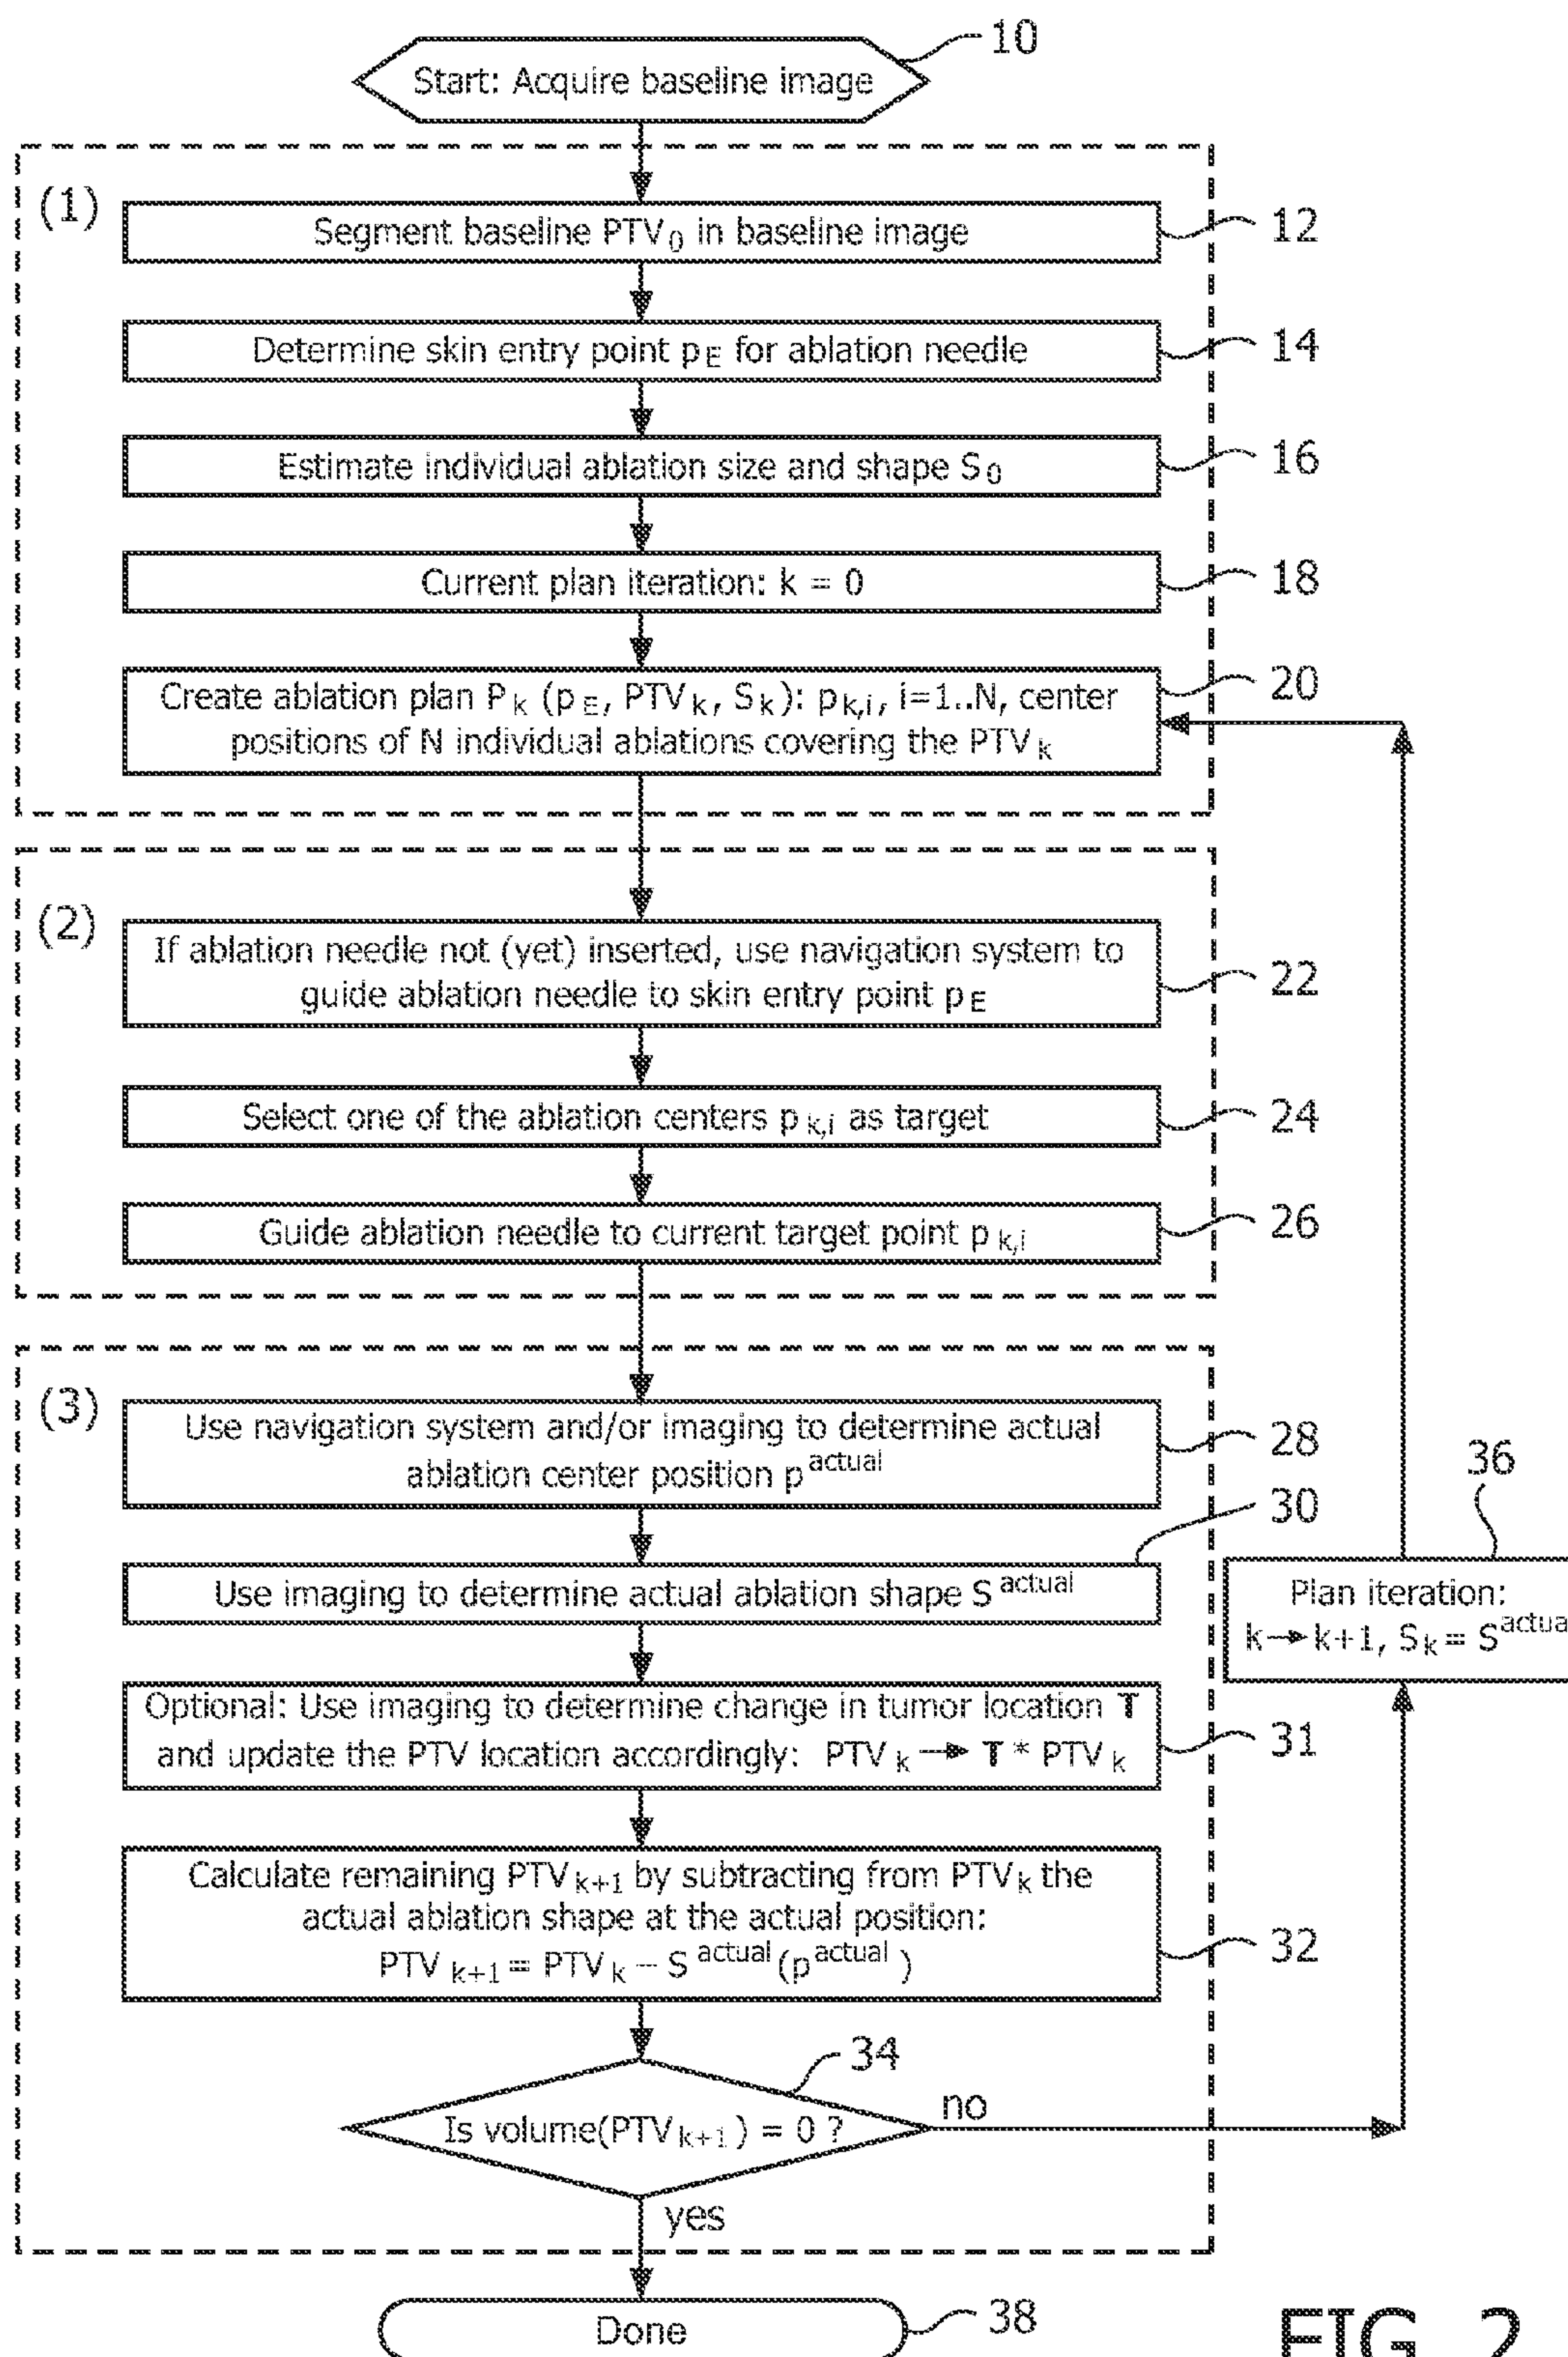 10
Start: Acquire baseline image
(1)
Segment baseline PTV0 in baseline image
12
Determine skin entry point pE for ablation needle
14
Estimate individual ablation size and shape S0
16
Current plan iteration: k = 0
18
Create ablation plan Pk (pE, PTVk, Sk): pk,i, i=1..N, center
positions of N individual ablations covering the PTVk
20
(2)
If ablation needle not (yet) inserted, use navigation system to
guide ablation needle to skin entry point pE
22
Select one of the ablation centers pk,i as target
24
Guide ablation needle to current target point pk,i
26
(3)
Use navigation system and/or imaging to determine actual
ablation center position p actual
28
30
Use imaging to determine actual ablation shape S actual
36
Plan iteration:
k→k+1, Sk = S actua
Optional: Use imaging to determine change in tumor location T
and update the PTV location accordingly: PTVk → T * PTVk
31
Calculate remaining PTVk+1 by subtracting from PTVk the
actual ablation shape at the actual position:
PTVk+1 = PTVk – S actual (p actual)
32
34
Is volume(PTVk+1) = 0 ?
no
yes
Done
38
FIG. 2